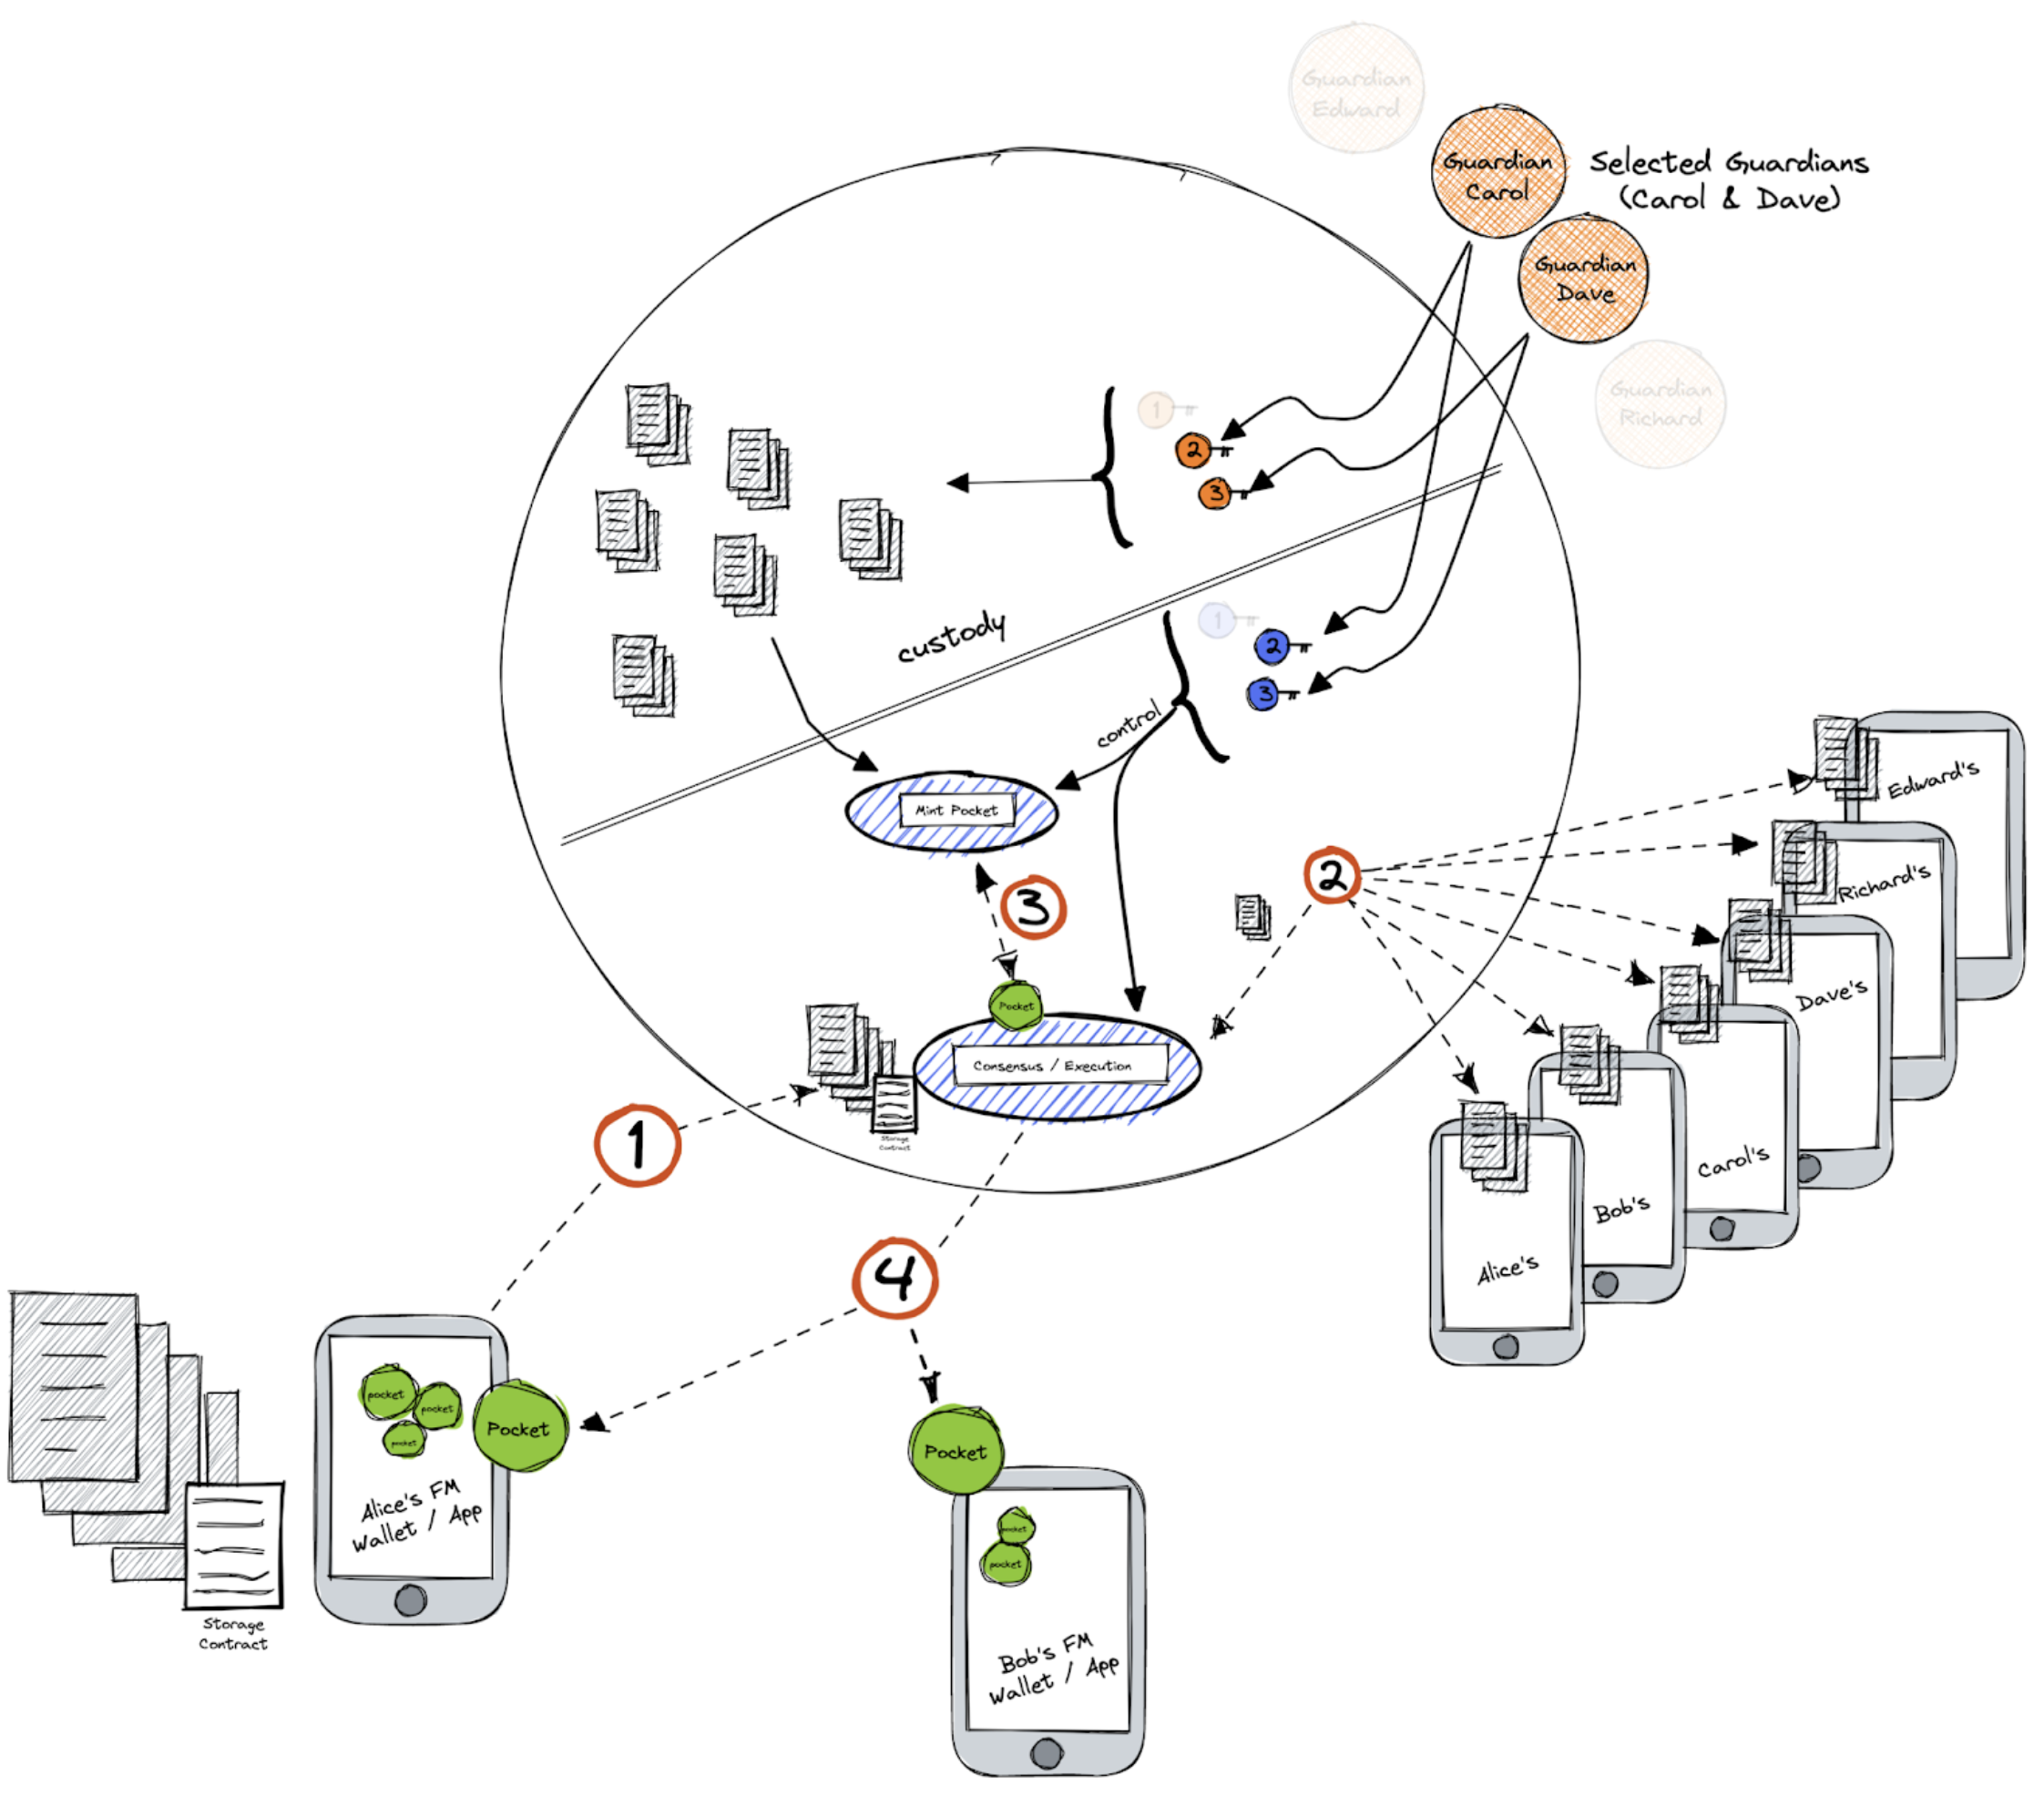 Guardian
Edward
Guardian
Carol
Selected Guardians
(Carol & Dave)
Guardian
Dave
Guardian
Richard
1
2
3
custody
1
2
3
control
Mint Pocket
Edward's
Richard's
Dave's
Carol's
Bob's
Alice's
2
3
Pocket
Consensus / Execution
Storage
Contract
1
4
pocket
pocket
pocket
Pocket
Alice's FM
Wallet / App
Storage
Contract
Pocket
pocket
pocket
Bob's FM
Wallet / App